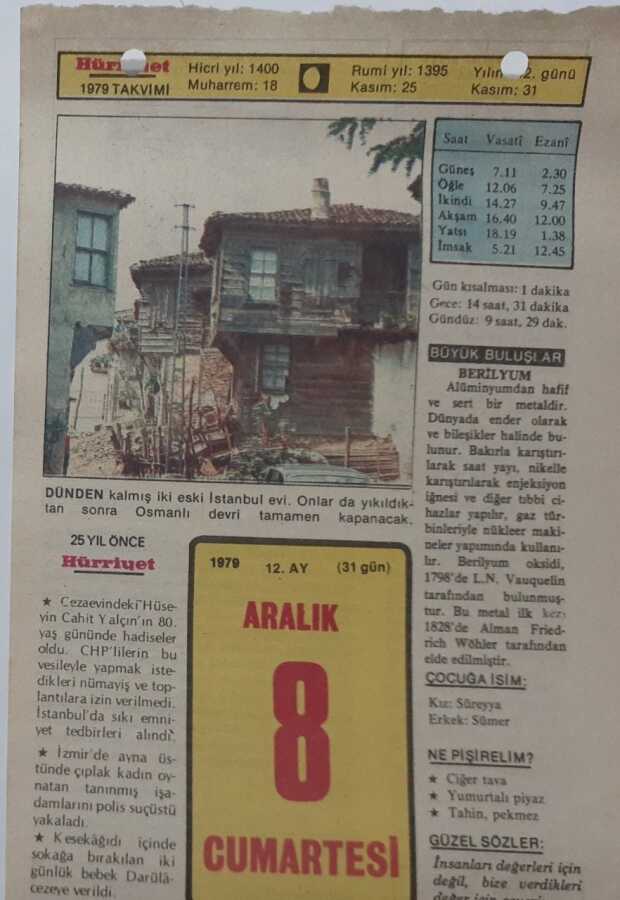 Hürriyet
1979 TAKVİMİ
Hicri yıl: 1400
Muharrem: 18
Rumi yıl: 1395
Kasım: 25
2. günü
Kasım: 31
Saat Vasatî Ezanî
Güneş 7.11 2.30
Öğle 12.06 7.25
İkindi 14.27 9.47
Akşam 16.40 12.00
Yatsı 18.19 1.38
İmsak 5.21 12.45
Gün kısalması: 1 dakika
Gece: 14 saat, 31 dakika
Gündüz: 9 saat, 29 dak.
BÜYÜK BULUŞLAR
BERİLYUM
Alüminyumdan hafif
ve sert bir metaldir.
Dünyada ender olarak
ve bileşikler halinde bu-
lunur. Bakırla karıştırı-
larak saat yayı, nikelle
karıştırılarak enjeksiyon
iğnesi ve diğer tıbbi ci-
hazlar yapılır, gaz tür-
binleriyle nükleer maki-
neler yapımında kullanı-
lır. Berilyum oksidi,
1798'de L.N. Vauquelin
tarafından bulunmuş-
tur. Bu metal ilk kez
1828'de Alman Fried-
rich Wöhler tarafından
elde edilmiştir.
ÇOCUĞA İSİM:
Kız: Süreyya
Erkek: Sümer
NE PİŞİRELİM?
★ Ciğer tava
★ Yumurtalı piyaz
★ Tahin, pekmez
GÜZEL SÖZLER:
İnsanları değerleri için
değil, bize verdikleri
değer için
DÜNDEN kalmış iki eski İstanbul evi. Onlar da yıkıldık-
tan sonra Osmanlı devri tamamen kapanacak.
25 YIL ÖNCE
Hürriyet
★ Cezaevindeki Hüse-
yin Cahit Yalçın'ın 80.
yaş gününde hadiseler
oldu. CHP'lilerin bu
vesileyle yapmak iste-
dikleri nümayiş ve top-
lantılara izin verilmedi.
İstanbul'da sıkı emni-
yet tedbirleri alındı.
★ İzmir'de ayna üs-
tünde çıplak kadın oy-
natan tanınmış işa-
damlarını polis suçüstü
yakaladı.
★ Kesekâğıdı içinde
sokağa bırakılan iki
günlük bebek Darülâ-
cezeye verildi.
1979 12. AY (31 gün)
ARALIK
8
CUMARTESİ